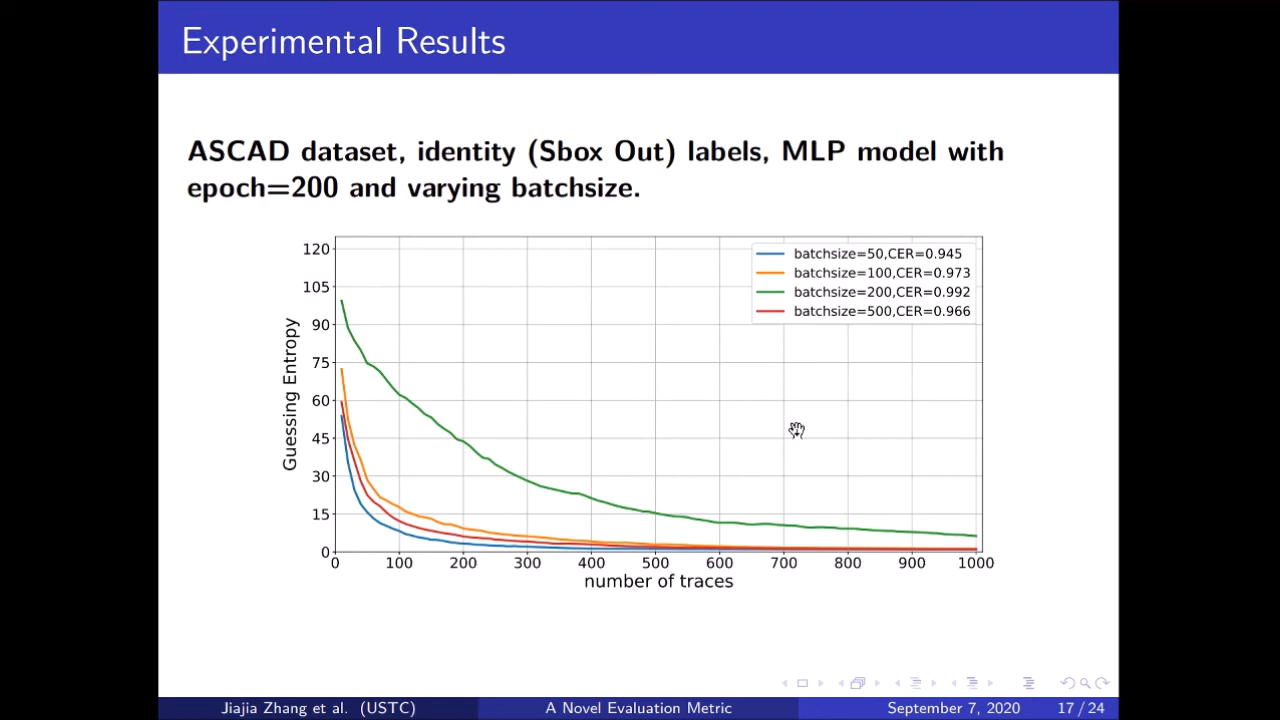 Experimental Results
ASCAD dataset, identity (Sbox Out) labels, MLP model with
epoch=200 and varying batchsize.
120
105
90
75
60
45
30
15
0
Guessing Entropy
batchsize=50,CER=0.945
batchsize=100,CER=0.973
batchsize=200,CER=0.992
batchsize=500,CER=0.966
0 100 200 300 400 500 600 700 800 900 1000
number of traces
Jiajia Zhang et al. (USTC) A Novel Evaluation Metric September 7, 2020 17 / 24